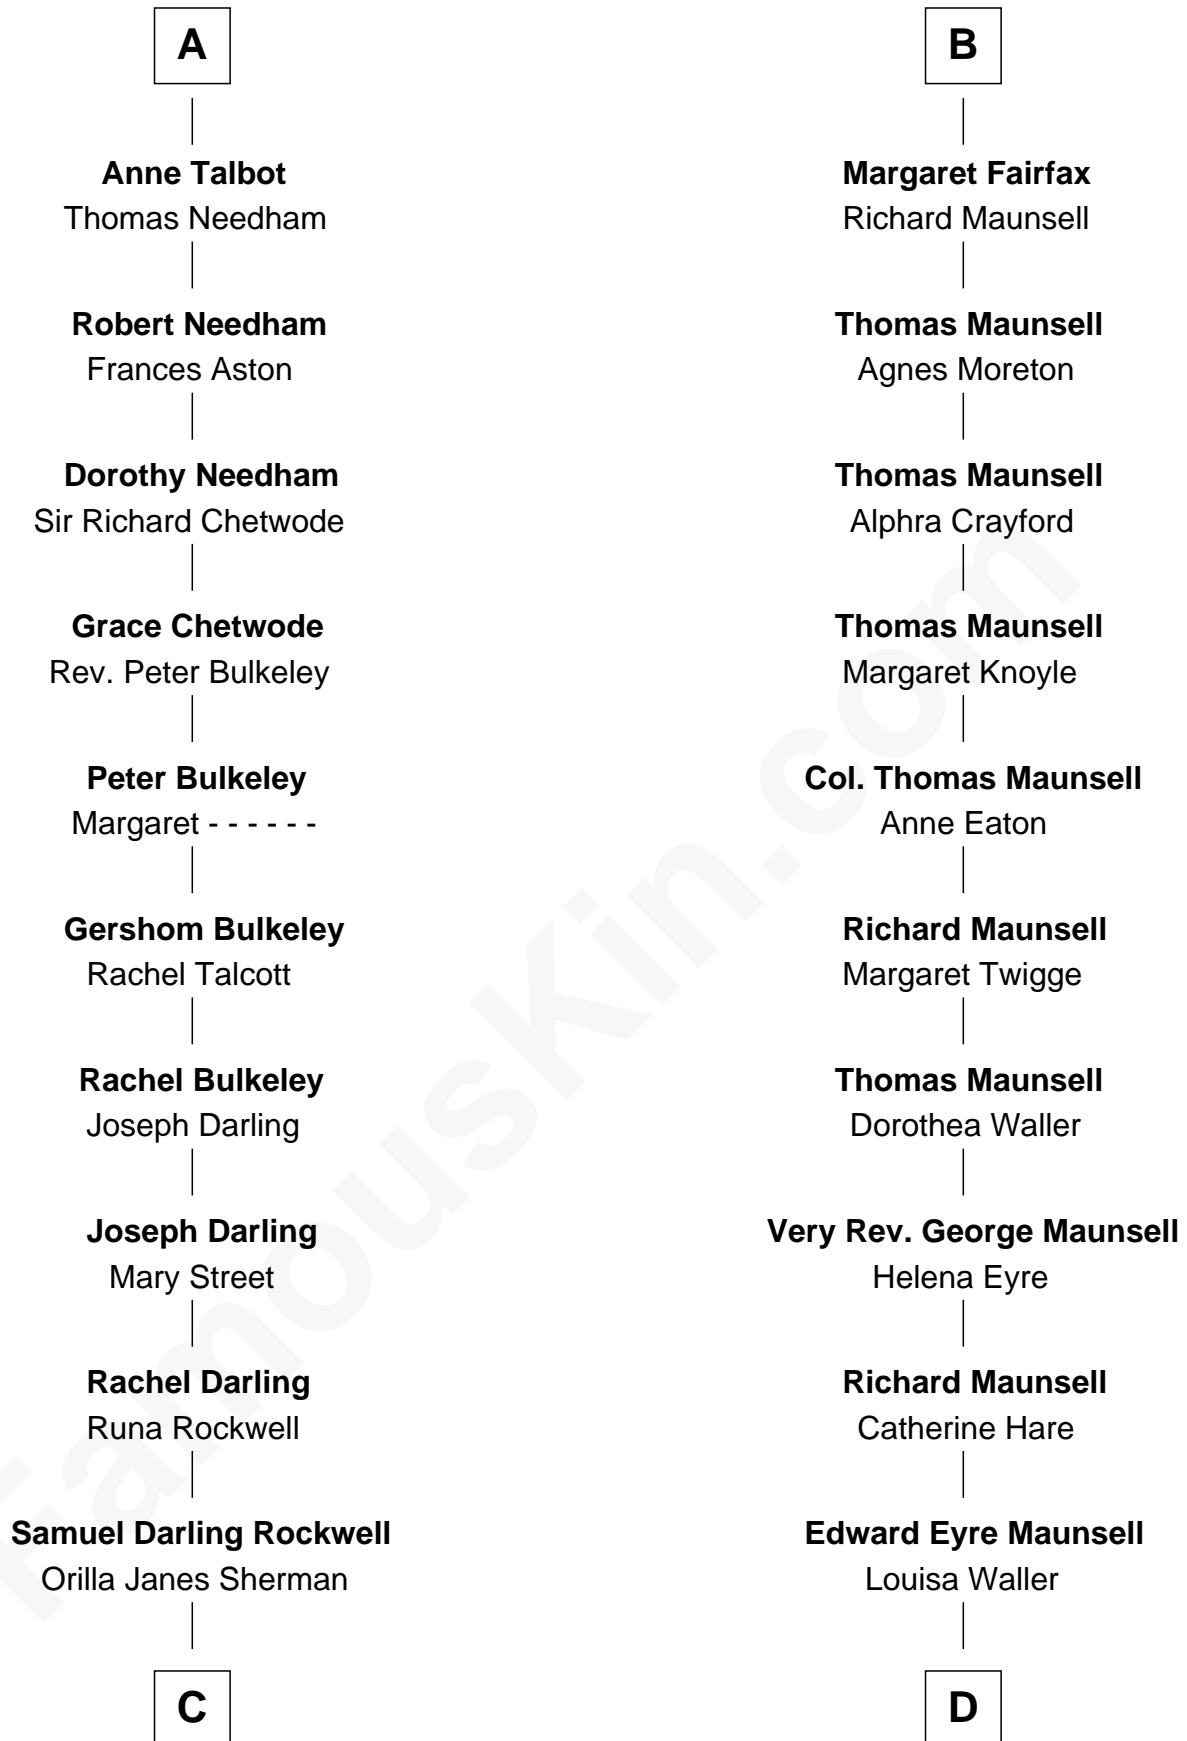 A
Anne Talbot
Thomas Needham
Robert Needham
Frances Aston
Dorothy Needham
Sir Richard Chetwode
Grace Chetwode
Rev. Peter Bulkeley
Peter Bulkeley
Margaret - - - - - -
Gershom Bulkeley
Rachel Talcott
Rachel Bulkeley
Joseph Darling
Joseph Darling
Mary Street
Rachel Darling
Runa Rockwell
Samuel Darling Rockwell
Orilla Janes Sherman
C
B
Margaret Fairfax
Richard Maunsell
Thomas Maunsell
Agnes Moreton
Thomas Maunsell
Alphra Crayford
Thomas Maunsell
Margaret Knoyle
Col. Thomas Maunsell
Anne Eaton
Richard Maunsell
Margaret Twigge
Thomas Maunsell
Dorothea Waller
Very Rev. George Maunsell
Helena Eyre
Richard Maunsell
Catherine Hare
Edward Eyre Maunsell
Louisa Waller
D
FamousKin.com